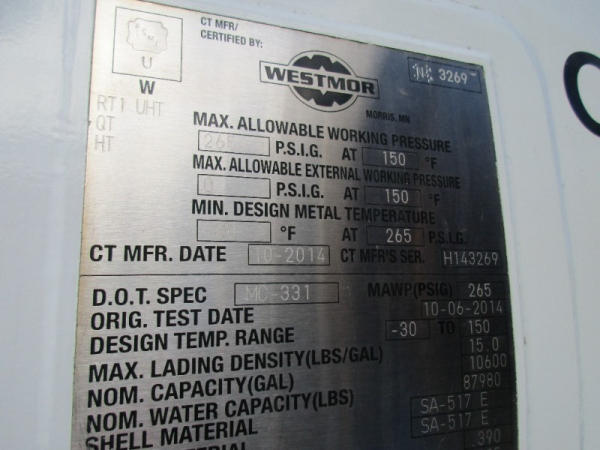 CT MFR/
CERTIFIED BY:
U
W
WESTMOR
3269
MORRIS, MN
RT1 UHT
QT
HT
MAX. ALLOWABLE WORKING PRESSURE
265 P.S.I.G. AT 150 °F
MAX. ALLOWABLE EXTERNAL WORKING PRESSURE
0 P.S.I.G. AT 150 °F
MIN. DESIGN METAL TEMPERATURE
°F AT 265 P.S.I.G.
CT MFR. DATE 10-2014 CT MFR'S SER. H143269
D.O.T. SPEC MC-331 MAWP(PSIG) 265
ORIG. TEST DATE 10-06-2014
DESIGN TEMP. RANGE -30 TO 150
MAX. LADING DENSITY(LBS/GAL) 15.0
NOM. CAPACITY(GAL) 10600
NOM. WATER CAPACITY(LBS) 87980
SHELL MATERIAL SA-517 E
SA-517 E
.390